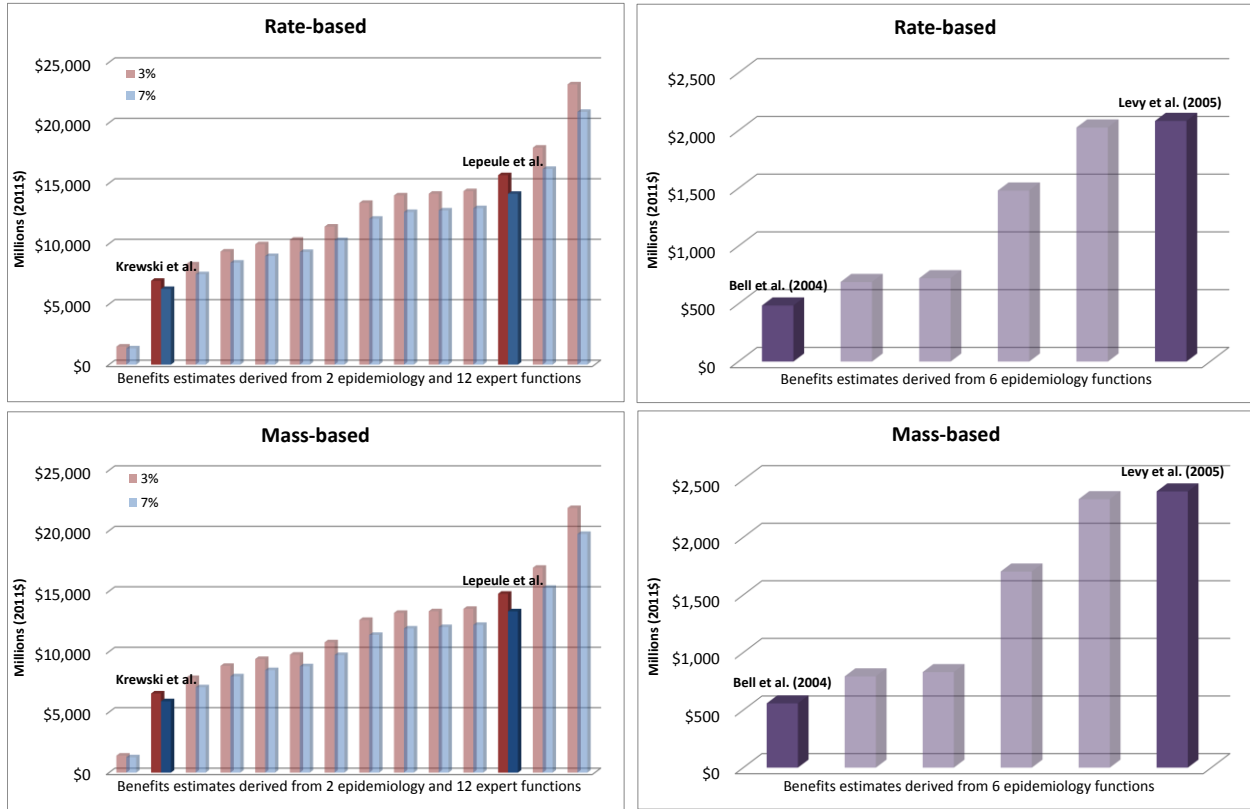 Rate-based
$25,000
$20,000
$15,000
$10,000
$5,000
$0
Millions (2011$)
3%
7%
Krewski et al.
Lepeule et al.
Benefits estimates derived from 2 epidemiology and 12 expert functions
Rate-based
$2,500
$2,000
$1,500
$1,000
$500
$0
Millions (2011$)
Bell et al. (2004)
Levy et al. (2005)
Benefits estimates derived from 6 epidemiology functions
Mass-based
$25,000
$20,000
$15,000
$10,000
$5,000
$0
Millions (2011$)
3%
7%
Krewski et al.
Lepeule et al.
Benefits estimates derived from 2 epidemiology and 12 expert functions
Mass-based
$2,500
$2,000
$1,500
$1,000
$500
$0
Millions (2011$)
Bell et al. (2004)
Levy et al. (2005)
Benefits estimates derived from 6 epidemiology functions